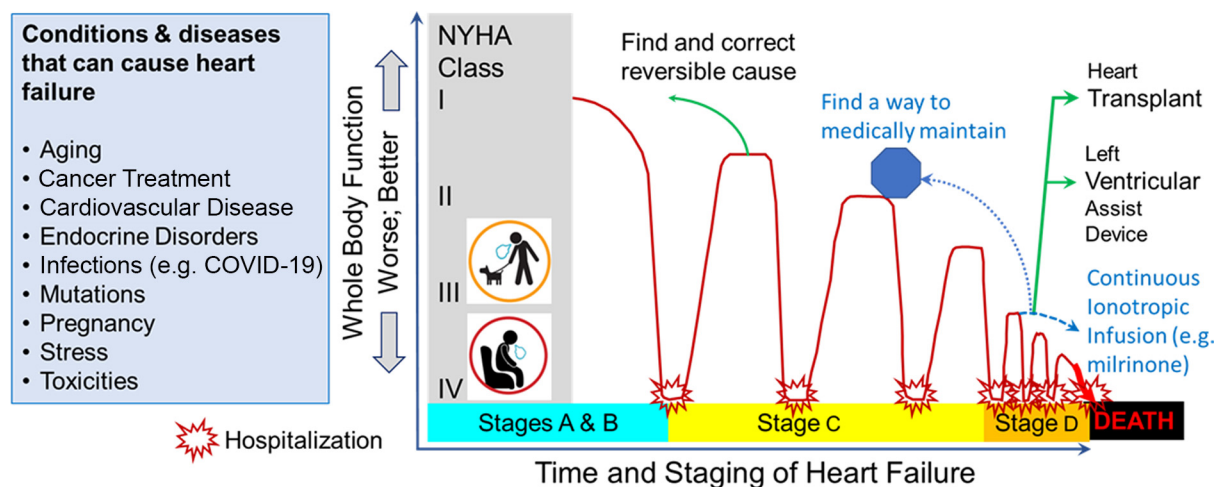 Conditions & diseases
that can cause heart
failure
• Aging
• Cancer Treatment
• Cardiovascular Disease
• Endocrine Disorders
• Infections (e.g. COVID-19)
• Mutations
• Pregnancy
• Stress
• Toxicities
Hospitalization
Whole Body Function
Worse; Better
NYHA
Class
I
II
III
IV
Find and correct
reversible cause
Find a way to
medically maintain
Heart
Transplant
Left
Ventricular
Assist
Device
Continuous
Ionotropic
Infusion (e.g.
milrinone)
Stages A & B
Stage C
Stage D
DEATH
Time and Staging of Heart Failure